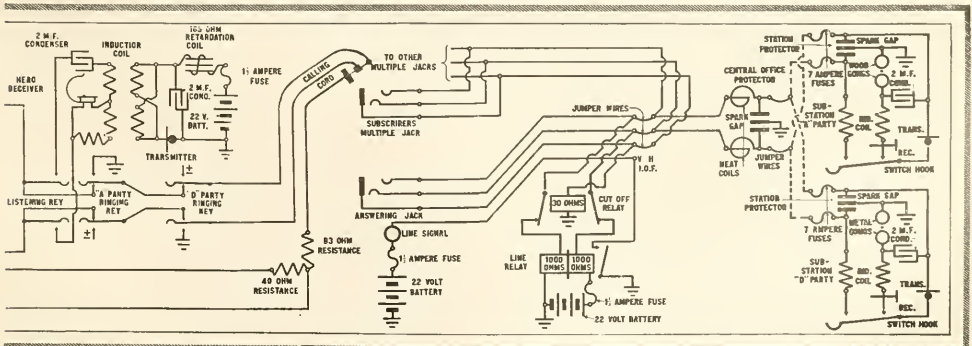 2 M.F.
CONDENSER
HEAD
RECEIVER
INDUCTION
COIL
165 OHM
RETARDATION
COIL
1½ AMPERE
FUSE
2 M.F.
COND.
22 V.
BATT.
TRANSMITTER
LISTENING KEY
"A" PARTY
RINGING
KEY
±
±
"D" PARTY
RINGING
KEY
CALLING
CORD
TO OTHER
MULTIPLE JACKS
SUBSCRIBERS
MULTIPLE JACK
ANSWERING JACK
LINE SIGNAL
1½ AMPERE FUSE
22 VOLT
BATTERY
83 OHM
RESISTANCE
40 OHM
RESISTANCE
JUMPER WIRES
V H
I.D.F.
30 OHMS
CUT OFF
RELAY
LINE
RELAY
1000
OHMS
1000
OHMS
1½ AMPERE FUSE
22 VOLT BATTERY
CENTRAL OFFICE
PROTECTOR
SPARK
GAP
HEAT
COILS
JUMPER
WIRES
STATION
PROTECTOR
SPARK GAP
WOOD
GONGS
7 AMPERE
FUSES
2 M.F.
COND.
SUB-
STATION
"A" PARTY
IND.
COIL
TRANS.
REC.
SWITCH HOOK
STATION
PROTECTOR
SPARK GAP
METAL
GONGS
7 AMPERE
FUSES
2 M.F.
COND.
SUB-
STATION
"D" PARTY
IND.
COIL
TRANS.
REC.
SWITCH HOOK